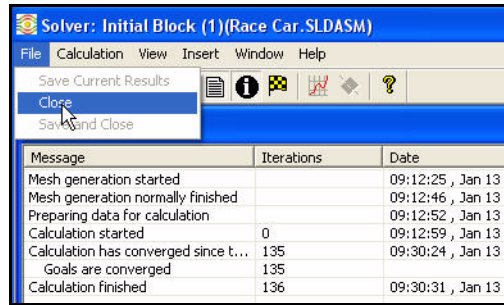 Solver: Initial Block (1)(Race Car.SLDASM)
File Calculation View Insert Window Help
Save Current Results
Close
Save and Close
Message Iterations Date
Mesh generation started 09:12:25 , Jan 13
Mesh generation normally finished 09:12:46 , Jan 13
Preparing data for calculation 09:12:52 , Jan 13
Calculation started 0 09:12:59 , Jan 13
Calculation has converged since t... 135 09:30:24 , Jan 13
Goals are converged 135
Calculation finished 136 09:30:31 , Jan 13